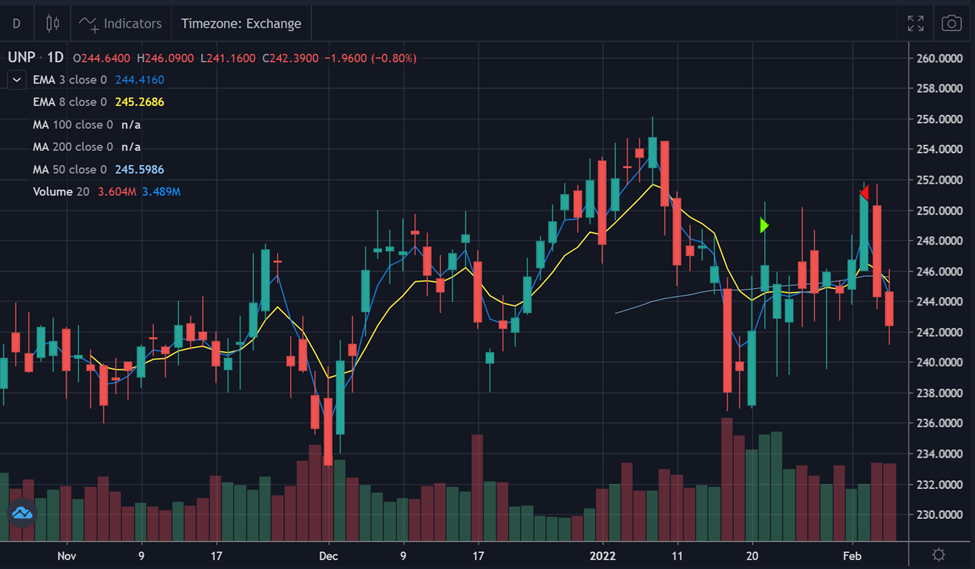 D Indicators Timezone: Exchange
UNP · 1D O244.6400 H246.0900 L241.1600 C242.3900 −1.9600 (−0.80%)
EMA 3 close 0 244.4160
EMA 8 close 0 245.2686
MA 100 close 0 n/a
MA 200 close 0 n/a
MA 50 close 0 245.5986
Volume 20 3.604M 3.489M
260.0000
258.0000
256.0000
254.0000
252.0000
250.0000
248.0000
246.0000
244.0000
242.0000
240.0000
238.0000
236.0000
234.0000
232.0000
230.0000
Nov 9 17 Dec 9 17 2022 11 20 Feb